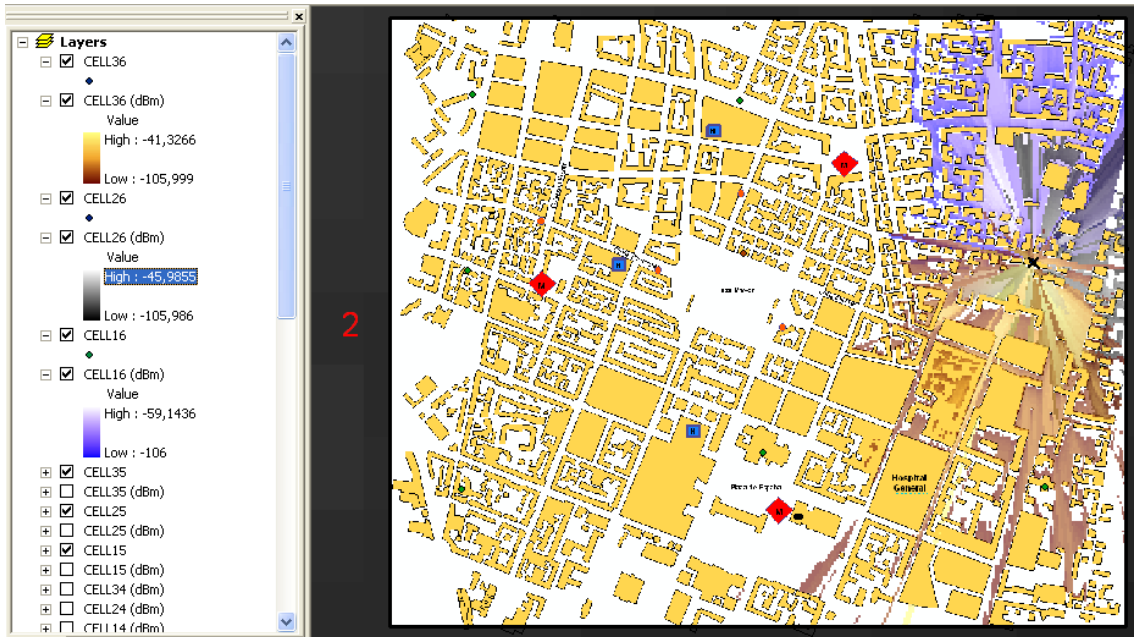 Layers
CELL36
CELL36 (dBm)
Value
High : -41,3266
Low : -105,999
CELL26
CELL26 (dBm)
Value
High : -45,9855
Low : -105,986
CELL16
CELL16 (dBm)
Value
High : -59,1436
Low : -106
CELL35
CELL35 (dBm)
CELL25
CELL25 (dBm)
CELL15
CELL15 (dBm)
CELL34 (dBm)
CELL24 (dBm)
CELL14 (dBm)
2
Hospital
General